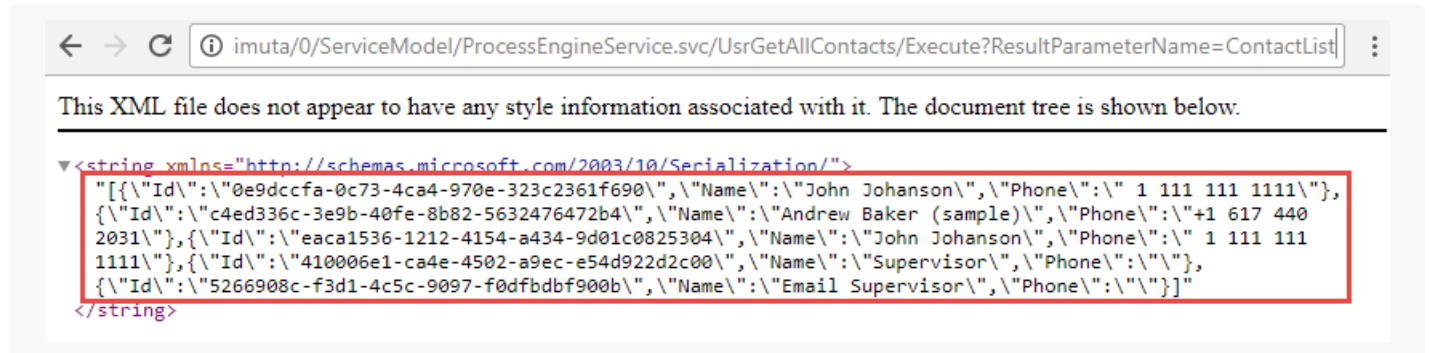 imuta/0/ServiceModel/ProcessEngineService.svc/UsrGetAllContacts/Execute?ResultParameterName=ContactList
This XML file does not appear to have any style information associated with it. The document tree is shown below.
▼<string xmlns="http://schemas.microsoft.com/2003/10/Serialization/">
"[{\"Id\":\"0e9dccfa-0c73-4ca4-970e-323c2361f690\",\"Name\":\"John Johanson\",\"Phone\":\" 1 111 111 1111\"},
{\"Id\":\"c4ed336c-3e9b-40fe-8b82-5632476472b4\",\"Name\":\"Andrew Baker (sample)\",\"Phone\":\"+1 617 440
2031\"},{\"Id\":\"eaca1536-1212-4154-a434-9d01c0825304\",\"Name\":\"John Johanson\",\"Phone\":\" 1 111 111
1111\"},{\"Id\":\"410006e1-ca4e-4502-a9ec-e54d922d2c00\",\"Name\":\"Supervisor\",\"Phone\":\"\"},
{\"Id\":\"5266908c-f3d1-4c5c-9097-f0dfbdbf900b\",\"Name\":\"Email Supervisor\",\"Phone\":\"\"}]"
</string>